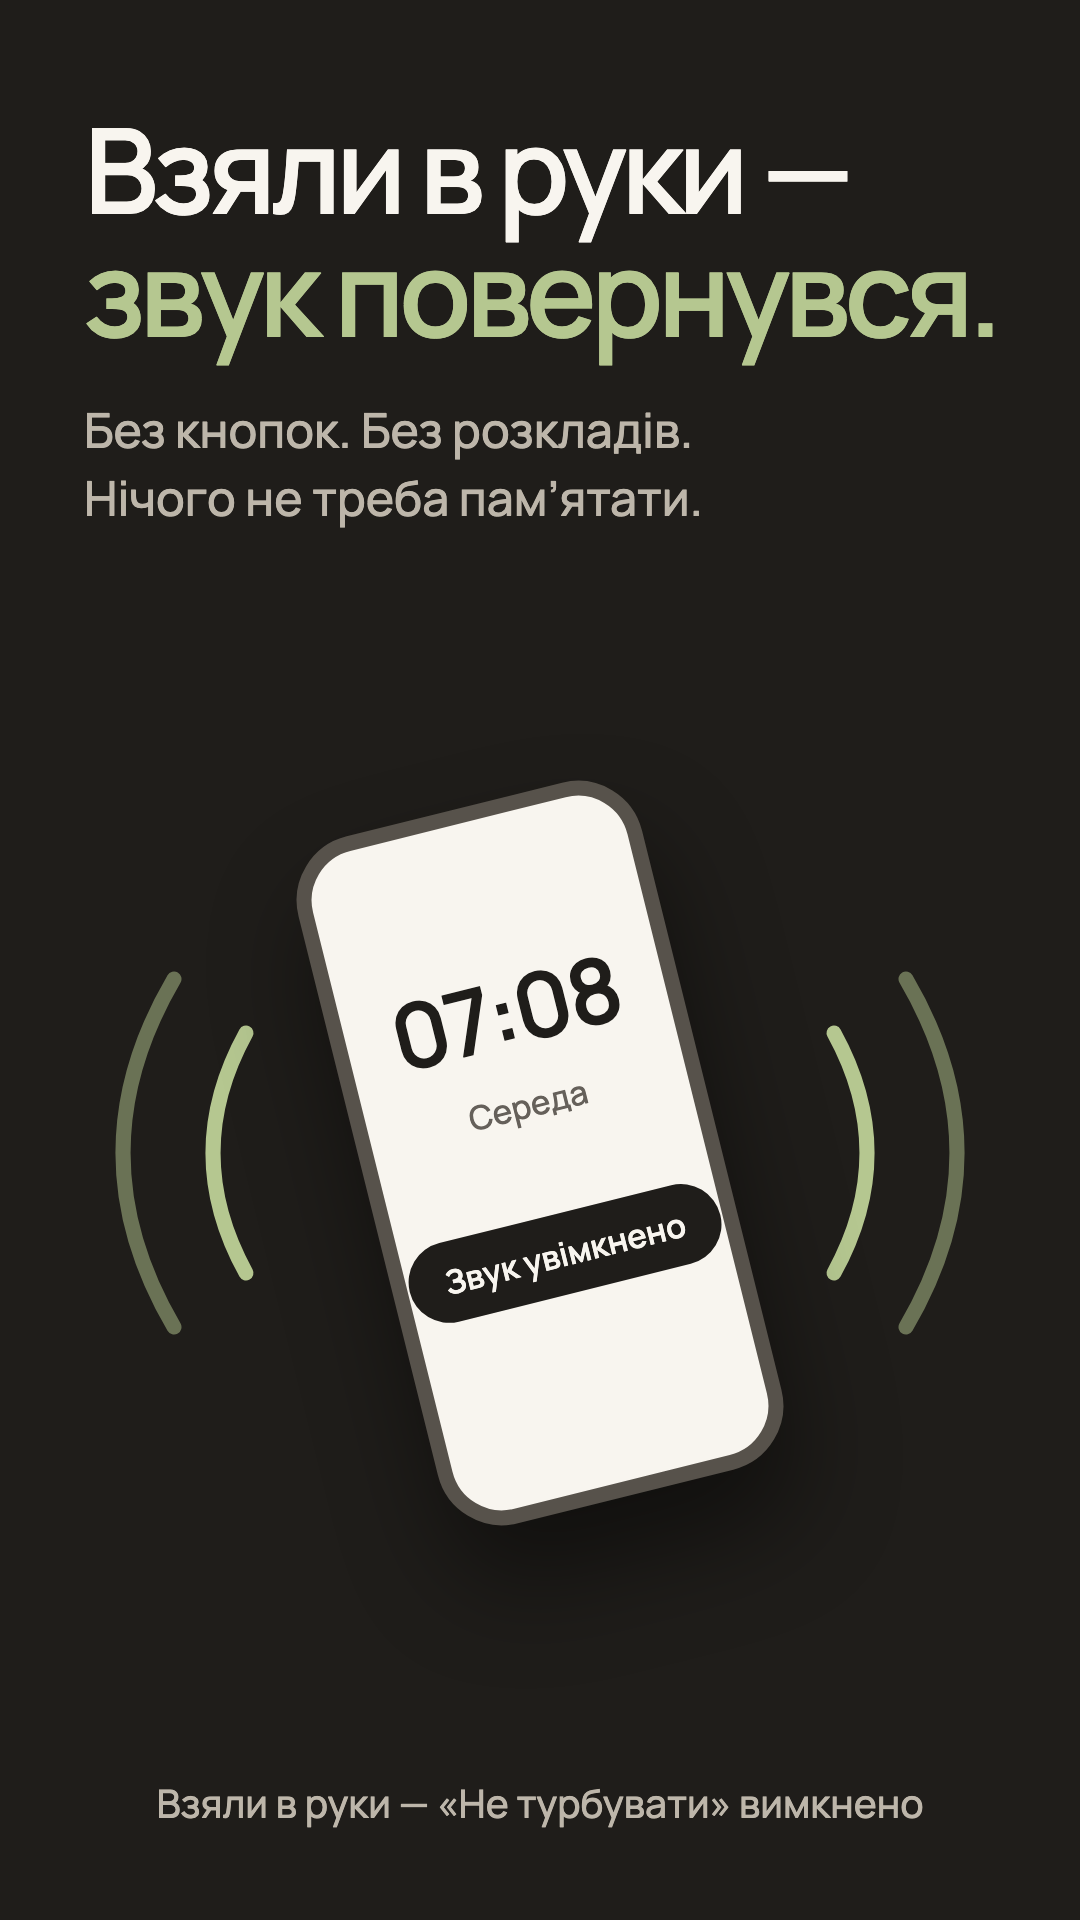 Взяли в руки —
звук повернувся.
Без кнопок. Без розкладів.
Нічого не треба пам’ятати.
07:08
Середа
Звук увімкнено
Взяли в руки — «Не турбувати» вимкнено